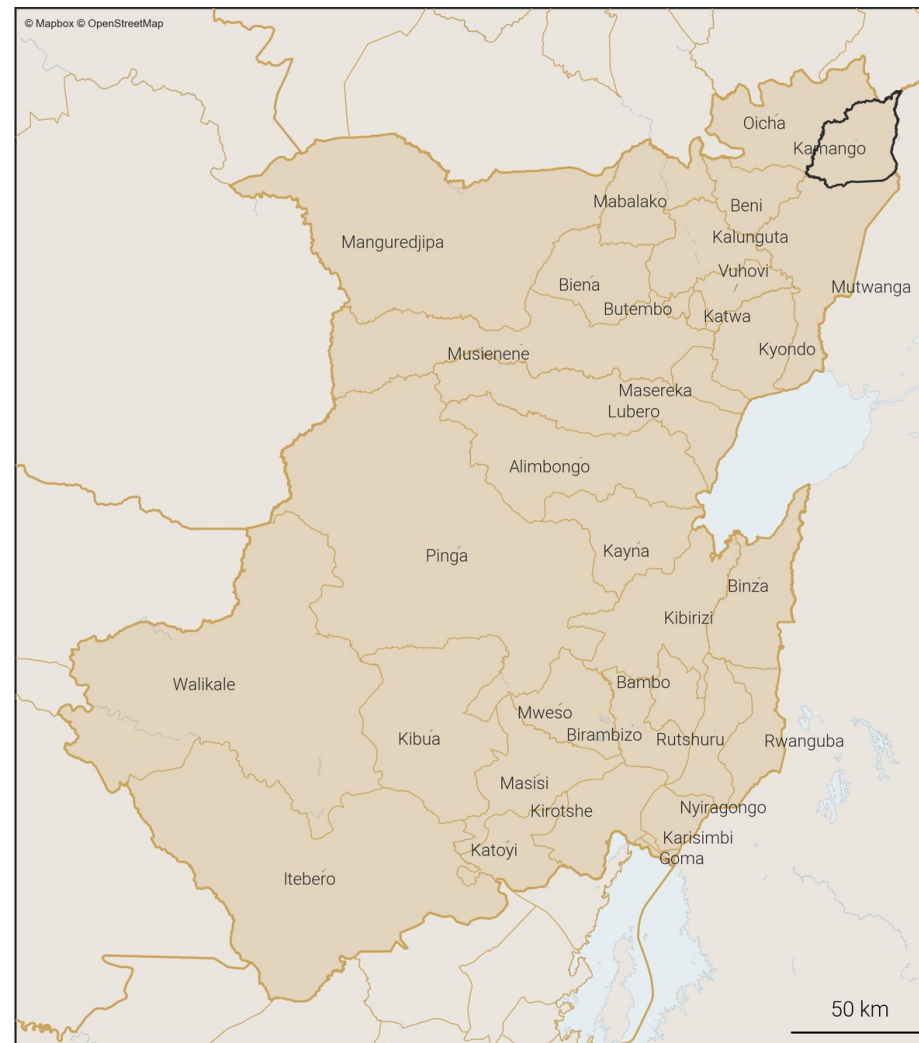 © Mapbox © OpenStreetMap
Oicha
Kamango
Mabalako
Beni
Manguredjipa
Kalunguta
Vuhovi
Biena
Mutwanga
Butembo
Katwa
Musienene
Kyondo
Masereka
Lubero
Alimbongo
Pinga
Kayna
Binza
Kibirizi
Walikale
Bambo
Mweso
Kibua
Birambizo
Rutshuru
Rwanguba
Masisi
Kirotshe
Nyiragongo
Karisimbi
Katoyi
Goma
Itebero
50 km